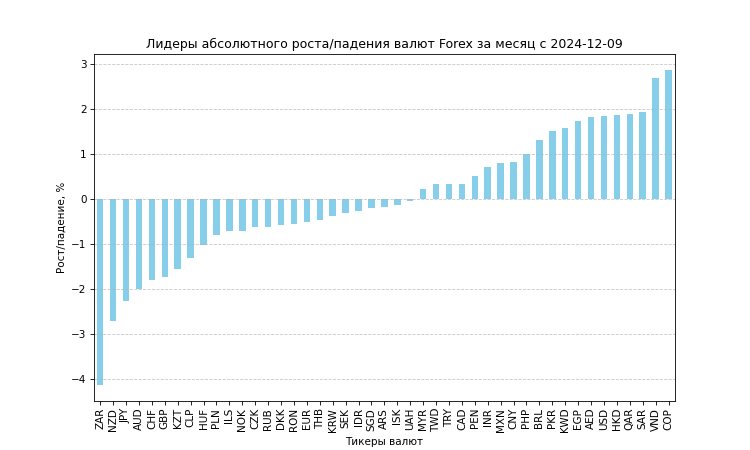 Лидеры абсолютного роста/падения валют Forex за месяц с 2024-12-09
3
2
1
0
−1
−2
−3
−4
Рост/падение, %
ZAR
NZD
JPY
AUD
CHF
GBP
KZT
CLP
HUF
PLN
ILS
NOK
CZK
RUB
DKK
RON
EUR
THB
KRW
SEK
IDR
SGD
ARS
ISK
UAH
MYR
TWD
TRY
CAD
PEN
INR
MXN
CNY
PHP
BRL
PKR
KWD
EGP
AED
USD
HKD
QAR
SAR
VND
COP
Тикеры валют